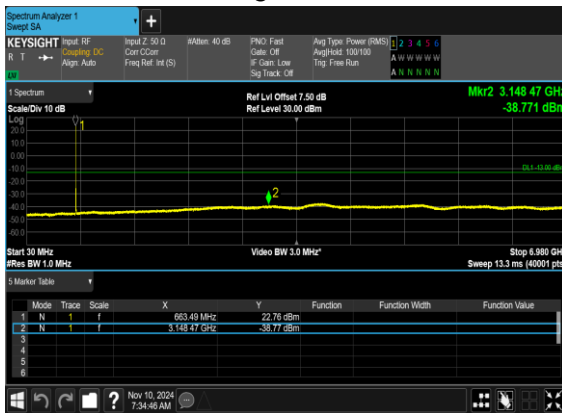 Spectrum Analyzer 1
Swept SA
KEYSIGHT Input: RF Input Z: 50 Ω #Atten: 40 dB PNO: Fast Avg Type: Power (RMS) 1 2 3 4 5 6
R T Coupling: DC Corr CCorr Gate: Off Avg|Hold: 100/100 A W W W W W
Align: Auto Freq Ref: Int (S) IF Gain: Low Trig: Free Run
Sig Track: Off A N N N N N
1 Spectrum Ref Lvl Offset 7.50 dB Mkr2 3.148 47 GHz
Scale/Div 10 dB Ref Level 30.00 dBm -38.771 dBm
Log
20.0
10.0
0.00
-10.0
-20.0
-30.0
-40.0
-50.0
-60.0
1
2
DL1 -13.00 dBm
Start 30 MHz Video BW 3.0 MHz* Stop 6.980 GHz
#Res BW 1.0 MHz Sweep 13.3 ms (40001 pts)
5 Marker Table
Mode Trace Scale X Y Function Function Width Function Value
1 N 1 f 663.49 MHz 22.76 dBm
2 N 1 f 3.148 47 GHz -38.77 dBm
3
4
5
6
? Nov 10, 2024
7:34:46 AM